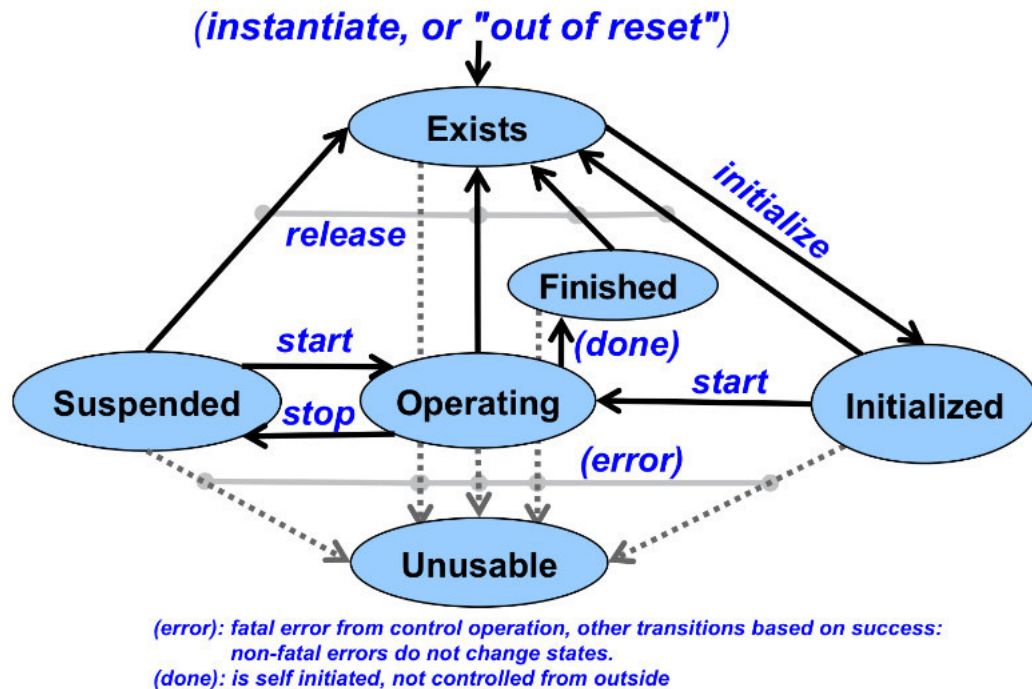 (instantiate, or "out of reset")
Exists
initialize
release
Finished
start
(done)
start
Suspended
Operating
Initialized
stop
(error)
Unusable
(error): fatal error from control operation, other transitions based on success:
non-fatal errors do not change states.
(done): is self initiated, not controlled from outside